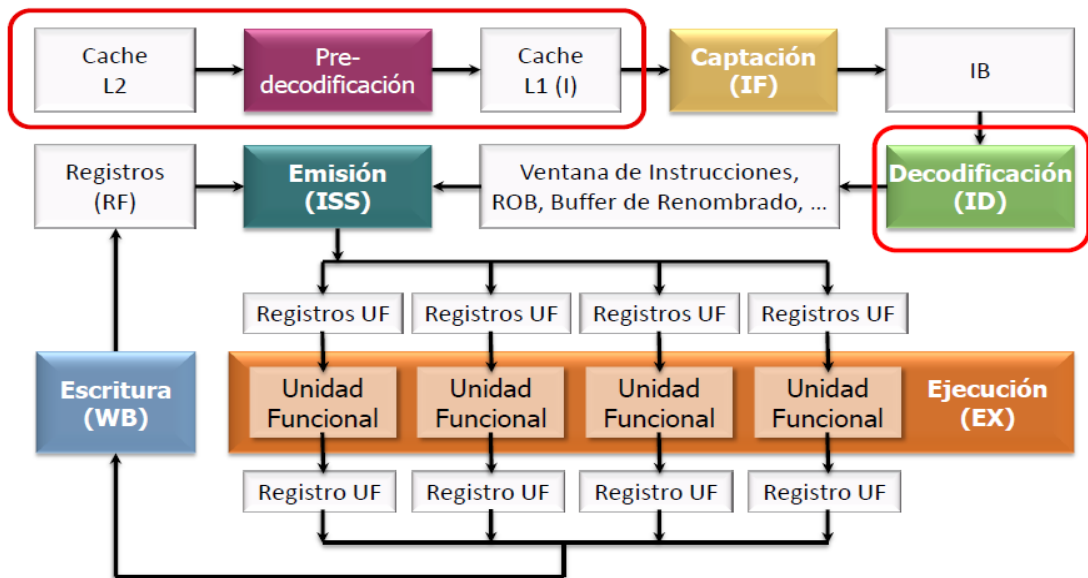 Cache
L2
Pre-
decodificación
Cache
L1 (I)
Captación
(IF)
IB
Registros
(RF)
Emisión
(ISS)
Ventana de Instrucciones,
ROB, Buffer de Renombrado, ...
Decodificación
(ID)
Registros UF
Registros UF
Registros UF
Registros UF
Escritura
(WB)
Unidad
Funcional
Unidad
Funcional
Unidad
Funcional
Unidad
Funcional
Ejecución
(EX)
Registro UF
Registro UF
Registro UF
Registro UF